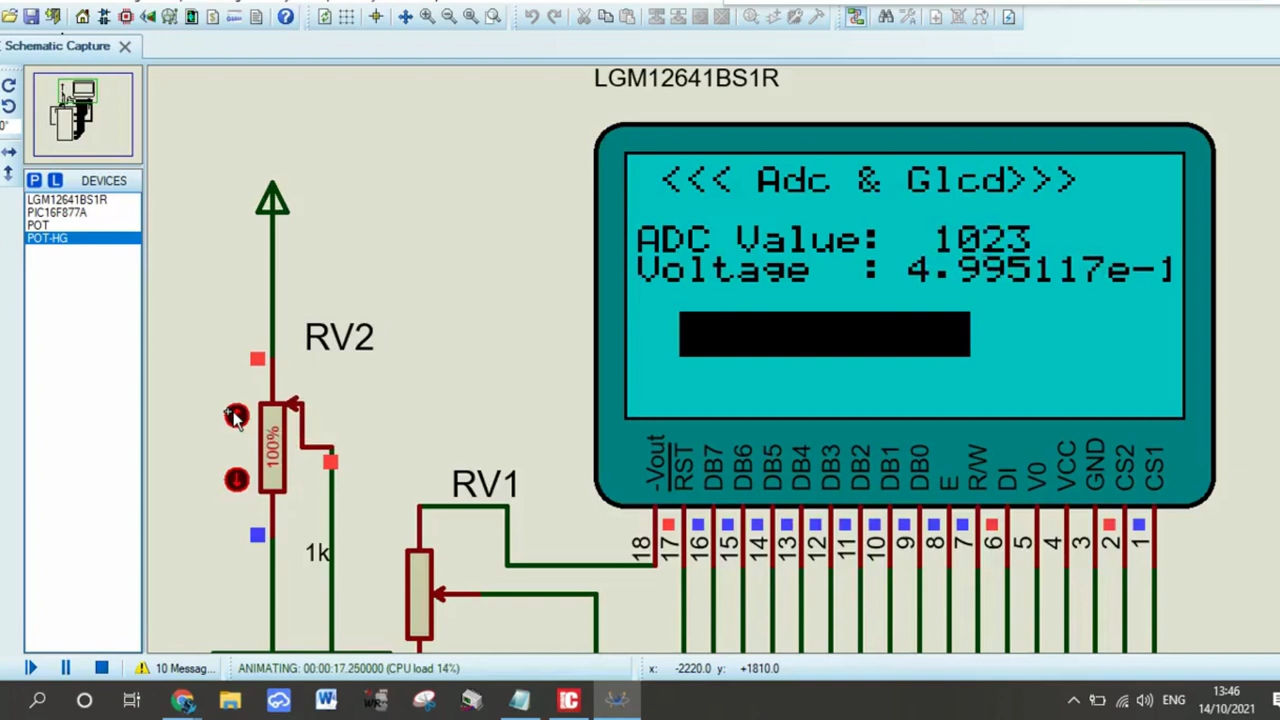 Schematic Capture
LGM12641BS1R
P L DEVICES
LGM12641BS1R
PIC16F877A
POT
POT-HG
<<< Adc & Glcd>>>
ADC Value: 1023
Voltage : 4.995117e-1
RV2
100%
1k
RV1
-Vout RST DB7 DB6 DB5 DB4 DB3 DB2 DB1 DB0 E R/W DI V0 VCC GND CS2 CS1
18 17 16 15 14 13 12 11 10 9 8 7 6 5 4 3 2 1
10 Messag...
ANIMATING: 00:00:17.250000 (CPU load 14%)
x: -2220.0 y: +1810.0
ENG
13:46
14/10/2021